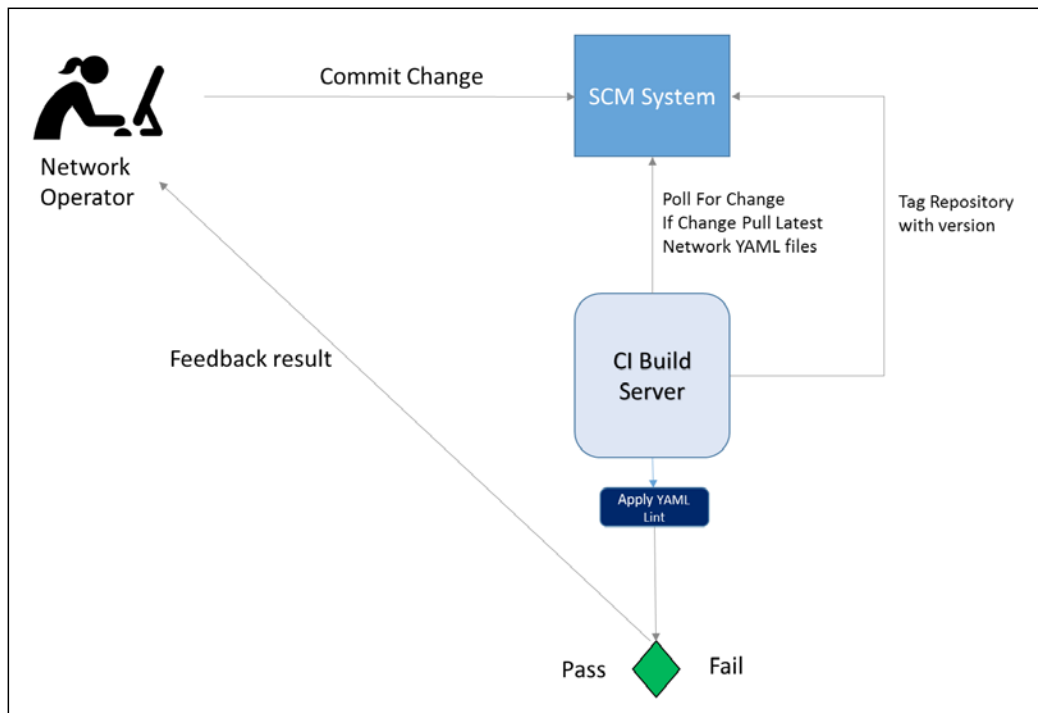 Commit Change
SCM System
Network
Operator
Poll For Change
If Change Pull Latest
Network YAML files
Tag Repository
with version
Feedback result
CI Build
Server
Apply YAML
Lint
Pass
Fail